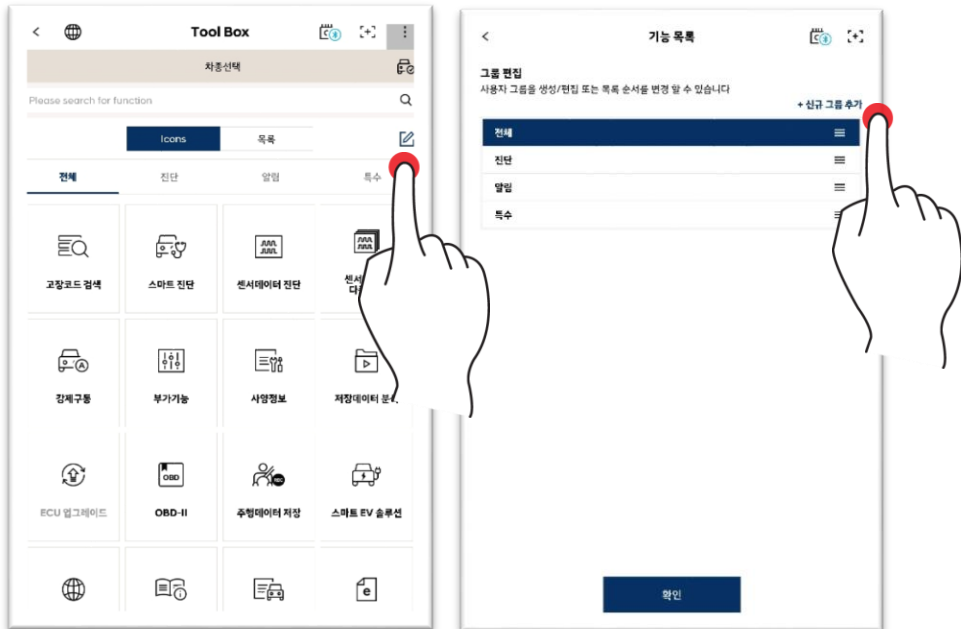 Tool Box
차종선택
Please search for function
Icons 목록
전체 진단 알림 특수
고장코드 검색 스마트 진단 센서데이터 진단
강제구동 부가기능 사양정보 저장데이터
ECU 업그레이드 OBD OBD-II 주행데이터 저장 스마트 EV 솔루션
기능 목록
그룹 편집
사용자 그룹을 생성/편집 또는 목록 순서를 변경 할 수 있습니다
+ 신규 그룹 추가
전체
진단
알림
특수
확인